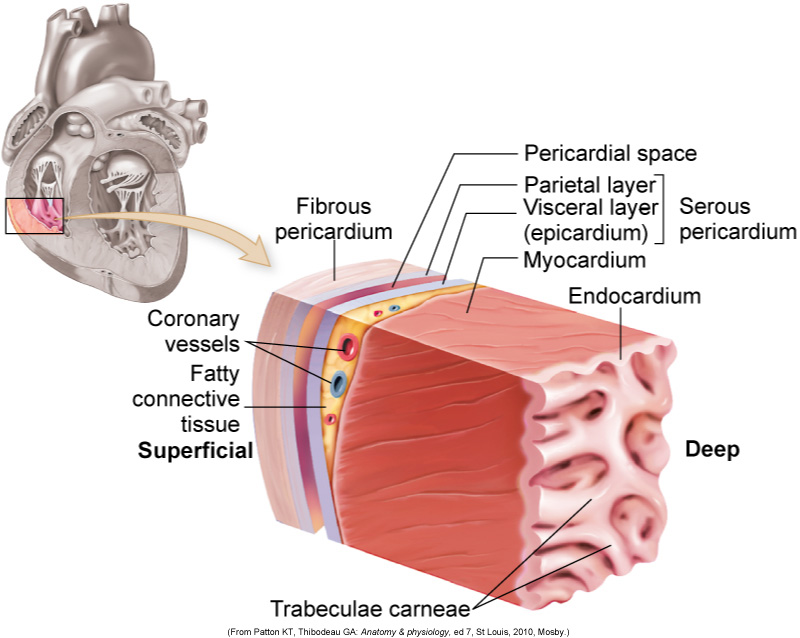 Pericardial space
Parietal layer
Visceral layer
(epicardium)
Serous
pericardium
Fibrous
pericardium
Myocardium
Endocardium
Coronary
vessels
Fatty
connective
tissue
Superficial
Deep
Trabeculae carneae
(From Patton KT, Thibodeau GA: Anatomy & physiology, ed 7, St Louis, 2010, Mosby.)